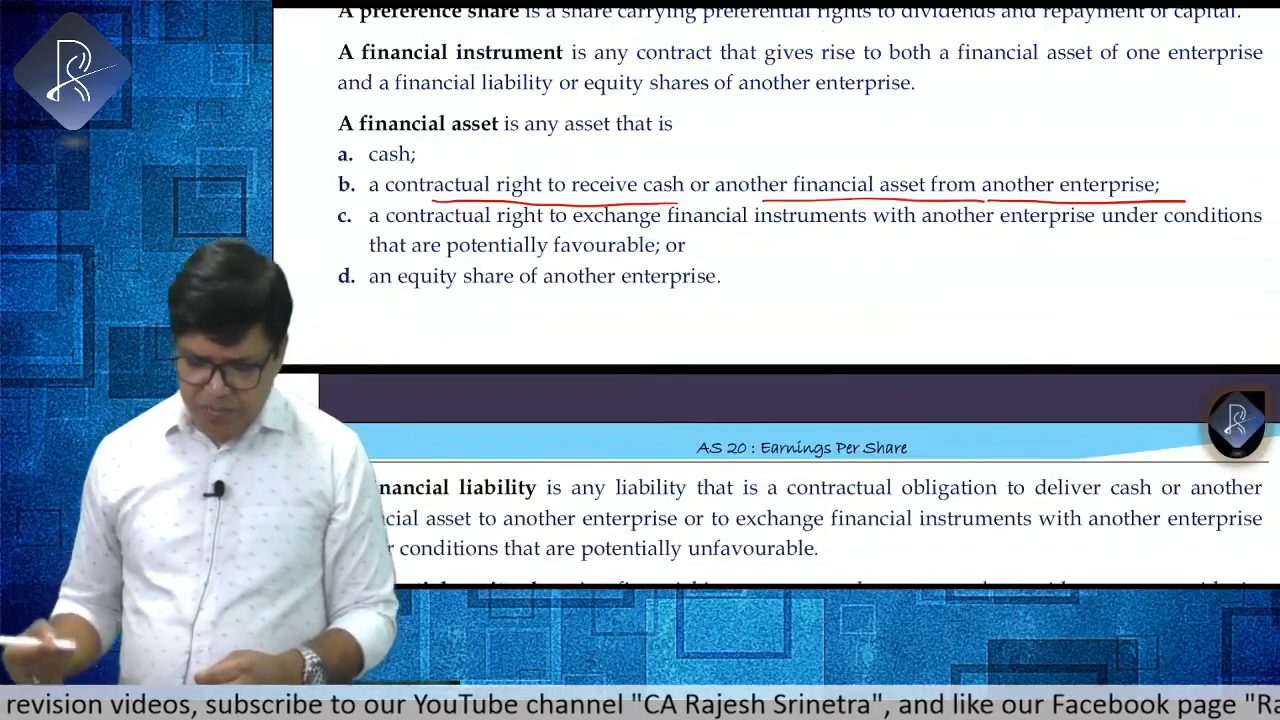 A preference share is a share carrying preferential rights to dividends and repayment of capital.
A financial instrument is any contract that gives rise to both a financial asset of one enterprise
and a financial liability or equity shares of another enterprise.
A financial asset is any asset that is
a. cash;
b. a contractual right to receive cash or another financial asset from another enterprise;
c. a contractual right to exchange financial instruments with another enterprise under conditions
that are potentially favourable; or
d. an equity share of another enterprise.
AS 20 : Earnings Per Share
nancial liability is any liability that is a contractual obligation to deliver cash or another
cial asset to another enterprise or to exchange financial instruments with another enterprise
r conditions that are potentially unfavourable.
revision videos, subscribe to our YouTube channel "CA Rajesh Srinetra", and like our Facebook page "Ra